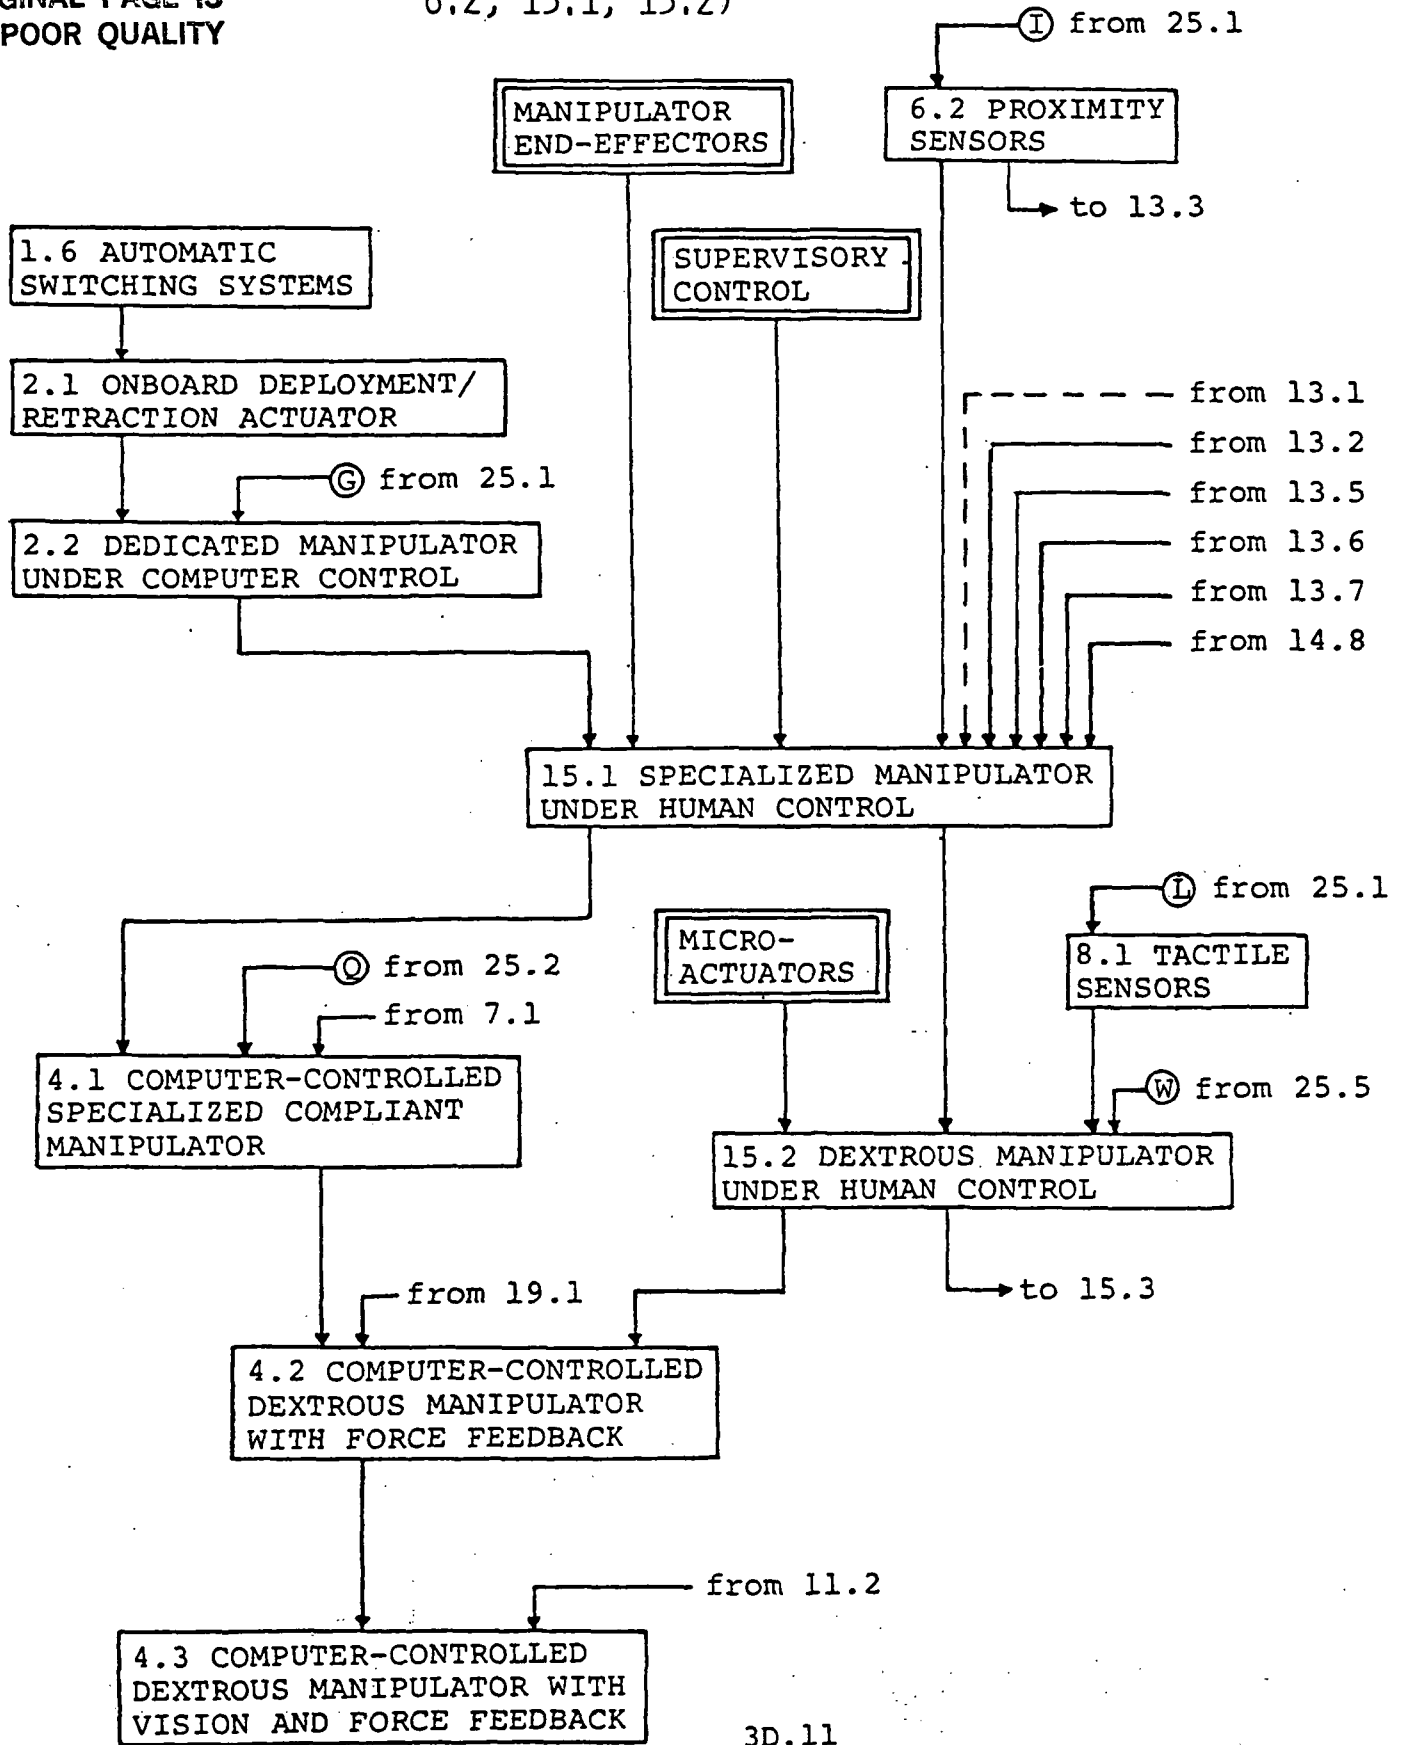 POOR QUALITY
I from 25.1
MANIPULATOR
END-EFFECTORS
6.2 PROXIMITY
SENSORS
to 13.3
1.6 AUTOMATIC
SWITCHING SYSTEMS
SUPERVISORY
CONTROL
2.1 ONBOARD DEPLOYMENT/
RETRACTION ACTUATOR
from 13.1
from 13.2
G from 25.1
from 13.5
2.2 DEDICATED MANIPULATOR
UNDER COMPUTER CONTROL
from 13.6
from 13.7
from 14.8
15.1 SPECIALIZED MANIPULATOR
UNDER HUMAN CONTROL
L from 25.1
MICRO-
ACTUATORS
8.1 TACTILE
SENSORS
Q from 25.2
from 7.1
4.1 COMPUTER-CONTROLLED
SPECIALIZED COMPLIANT
MANIPULATOR
W from 25.5
15.2 DEXTROUS MANIPULATOR
UNDER HUMAN CONTROL
from 19.1
to 15.3
4.2 COMPUTER-CONTROLLED
DEXTROUS MANIPULATOR
WITH FORCE FEEDBACK
from 11.2
4.3 COMPUTER-CONTROLLED
DEXTROUS MANIPULATOR WITH
VISION AND FORCE FEEDBACK
3D.11